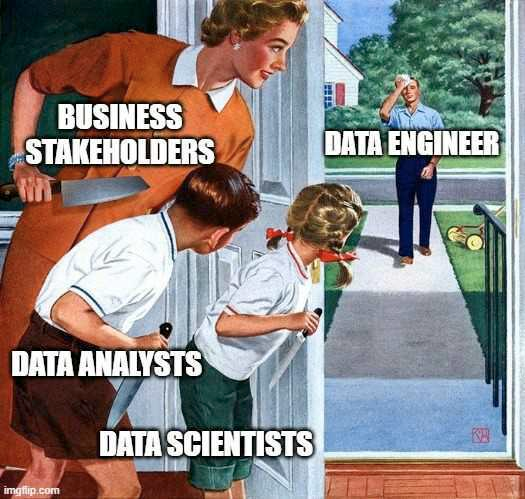 BUSINESS
STAKEHOLDERS
DATA ENGINEER
DATA ANALYSTS
DATA SCIENTISTS
imgflip.com